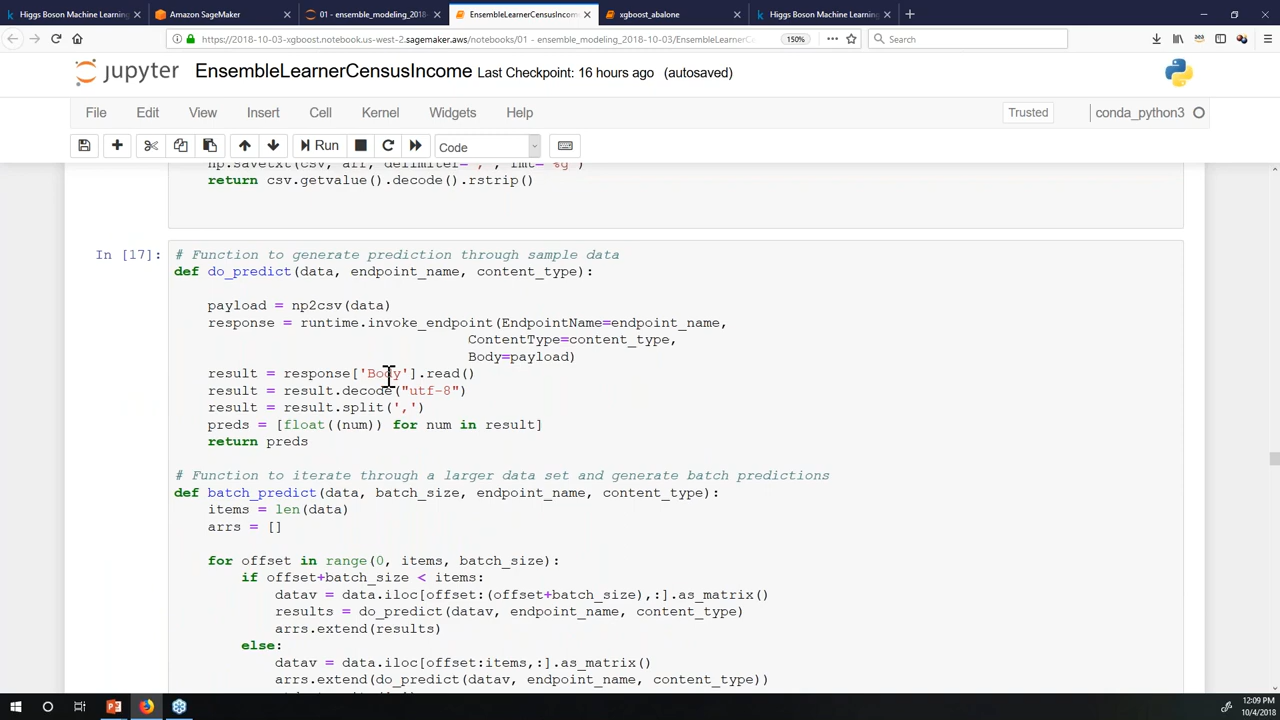 Higgs Boson Machine Learning
Amazon SageMaker
01 - ensemble_modeling_2018-
EnsembleLearnerCensusIncome
xgboost_abalone
Higgs Boson Machine Learning
https://2018-10-03-xgboost.notebook.us-west-2.sagemaker.aws/notebooks/01 - ensemble_modeling_2018-10-03/EnsembleLearnerCe
150%
Search
jupyter EnsembleLearnerCensusIncome Last Checkpoint: 16 hours ago (autosaved)
File Edit View Insert Cell Kernel Widgets Help Trusted conda_python3
Run Code
np.savetxt(csv, arr, delimiter=',', fmt='%g')
return csv.getvalue().decode().rstrip()
In [17]: # Function to generate prediction through sample data
def do_predict(data, endpoint_name, content_type):
payload = np2csv(data)
response = runtime.invoke_endpoint(EndpointName=endpoint_name,
ContentType=content_type,
Body=payload)
result = response['Body'].read()
result = result.decode("utf-8")
result = result.split(',')
preds = [float((num)) for num in result]
return preds
# Function to iterate through a larger data set and generate batch predictions
def batch_predict(data, batch_size, endpoint_name, content_type):
items = len(data)
arrs = []
for offset in range(0, items, batch_size):
if offset+batch_size < items:
datav = data.iloc[offset:(offset+batch_size),:].as_matrix()
results = do_predict(datav, endpoint_name, content_type)
arrs.extend(results)
else:
datav = data.iloc[offset:items,:].as_matrix()
arrs.extend(do_predict(datav, endpoint_name, content_type))
12:09 PM
10/4/2018